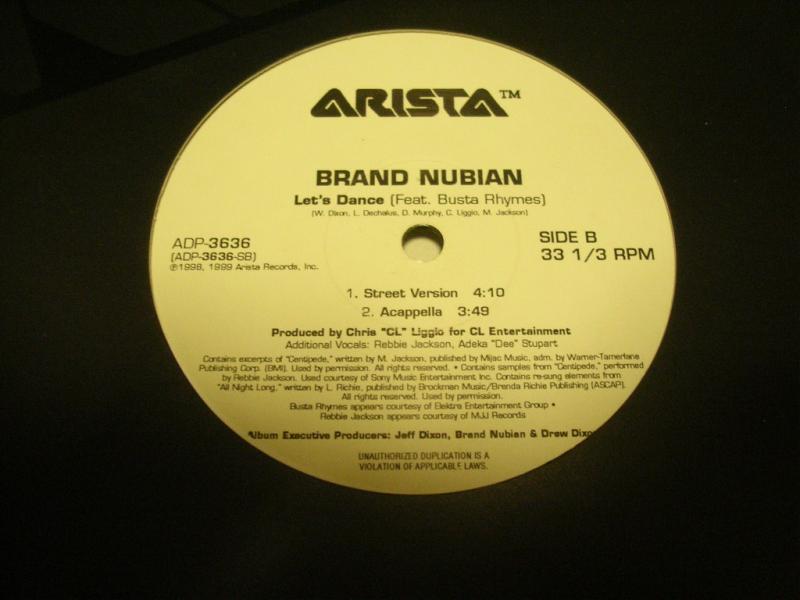 ARISTA™
BRAND NUBIAN
Let's Dance (Feat. Busta Rhymes)
(W. Dixon, L. Dechalus, D. Murphy, C. Liggio, M. Jackson)
ADP-3636
(ADP-3636-SB)
℗1998, 1999 Arista Records, Inc.
SIDE B
33 1/3 RPM
1. Street Version 4:10
2. Acappella 3:49
Produced by Chris "CL" Liggio for CL Entertainment
Additional Vocals: Rebbie Jackson, Adeka "Dee" Stupart
Contains excerpts of "Centipede," written by M. Jackson, published by Mijac Music, adm. by Warner-Tamerlane
Publishing Corp. (BMI). Used by permission. All rights reserved. • Contains samples from "Centipede," performed
by Rebbie Jackson. Used courtesy of Sony Music Entertainment Inc. Contains re-sung elements from
"All Night Long," written by L. Richie, published by Brockman Music/Brenda Richie Publishing (ASCAP).
All rights reserved. Used by permission.
Busta Rhymes appears courtesy of Elektra Entertainment Group •
Rebbie Jackson appears courtesy of MJJ Records
Album Executive Producers: Jeff Dixon, Brand Nubian & Drew Dixo
UNAUTHORIZED DUPLICATION IS A
VIOLATION OF APPLICABLE LAWS.